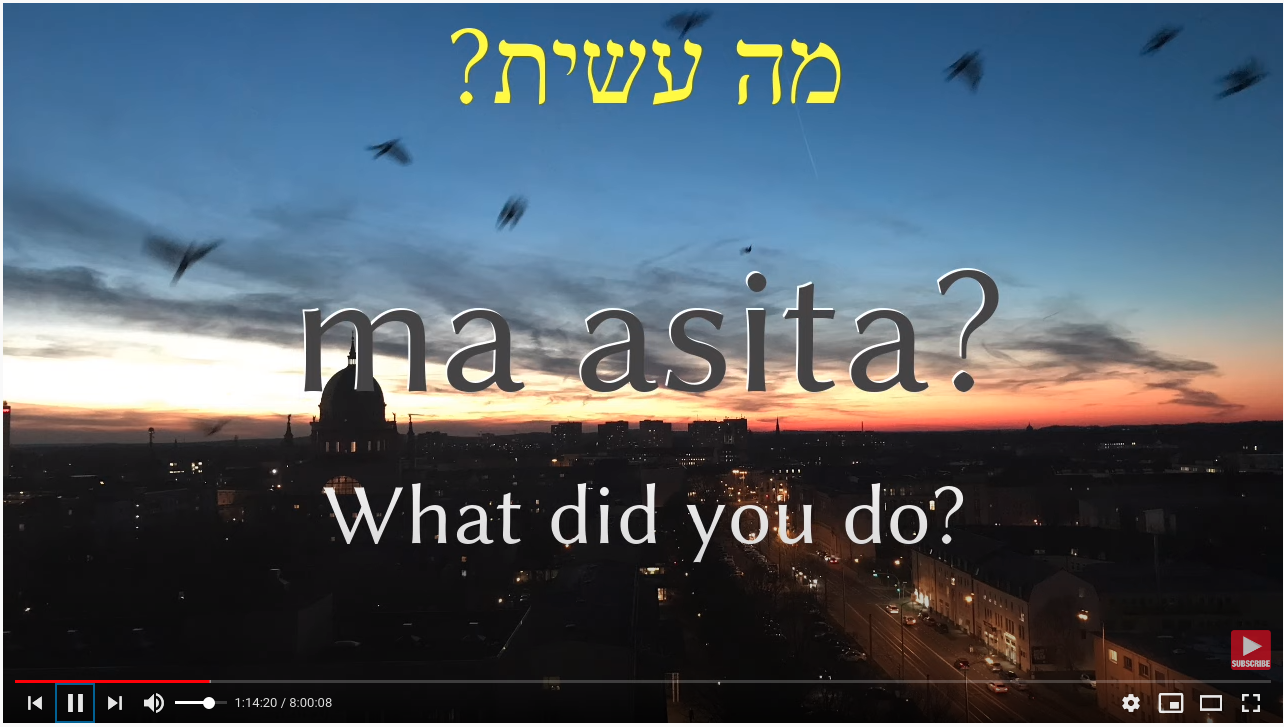 מה עשית?
ma asita?
What did you do?
SUBSCRIBE
1:14:20 / 8:00:08